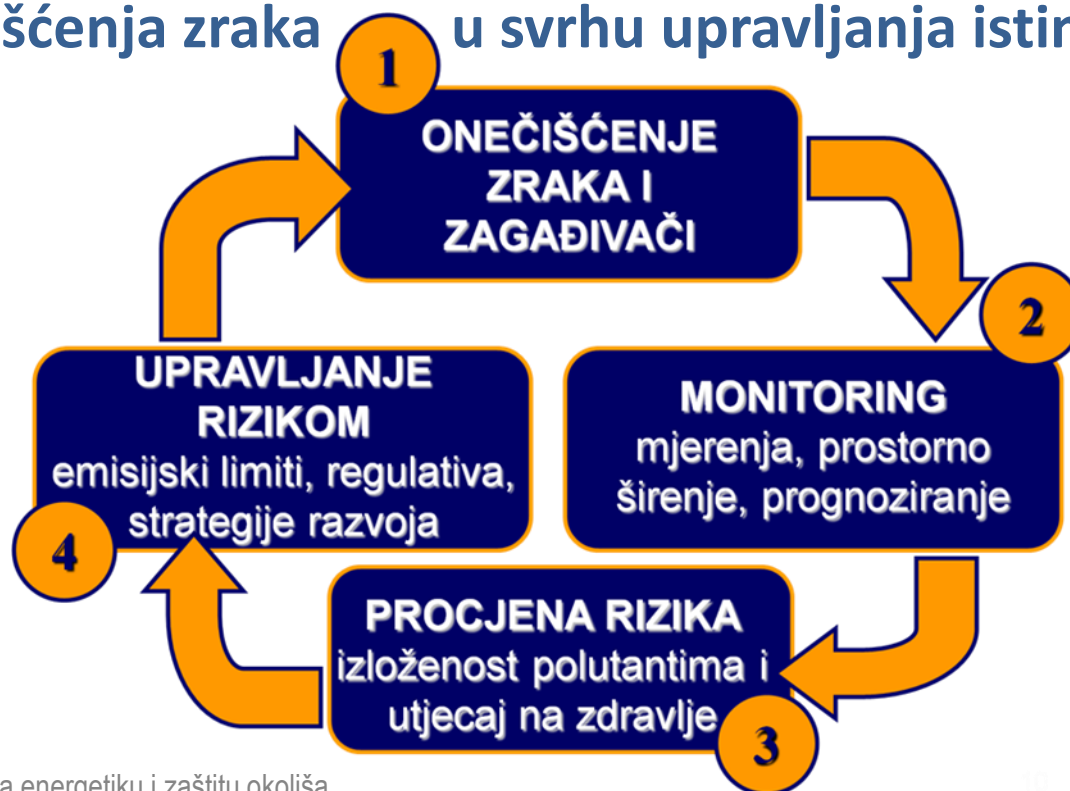 šćenja zraka u svrhu upravljanja istir
1
ONEČIŠĆENJE
ZRAKA I
ZAGAĐIVAČI
2
MONITORING
mjerenja, prostorno
širenje, prognoziranje
PROCJENA RIZIKA
izloženost polutantima i
utjecaj na zdravlje
3
UPRAVLJANJE
RIZIKOM
emisijski limiti, regulativa,
strategije razvoja
4
a energetiku i zaštitu okoliša
10